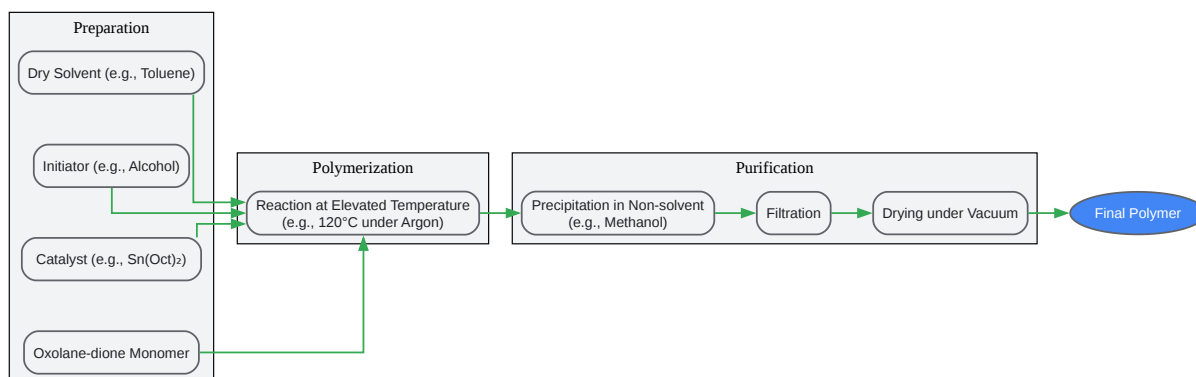 Preparation
Dry Solvent (e.g., Toluene)
Initiator (e.g., Alcohol)
Catalyst (e.g., Sn(Oct)₂)
Oxolane-dione Monomer
Polymerization
Reaction at Elevated Temperature
(e.g., 120°C under Argon)
Purification
Precipitation in Non-solvent
(e.g., Methanol)
Filtration
Drying under Vacuum
Final Polymer